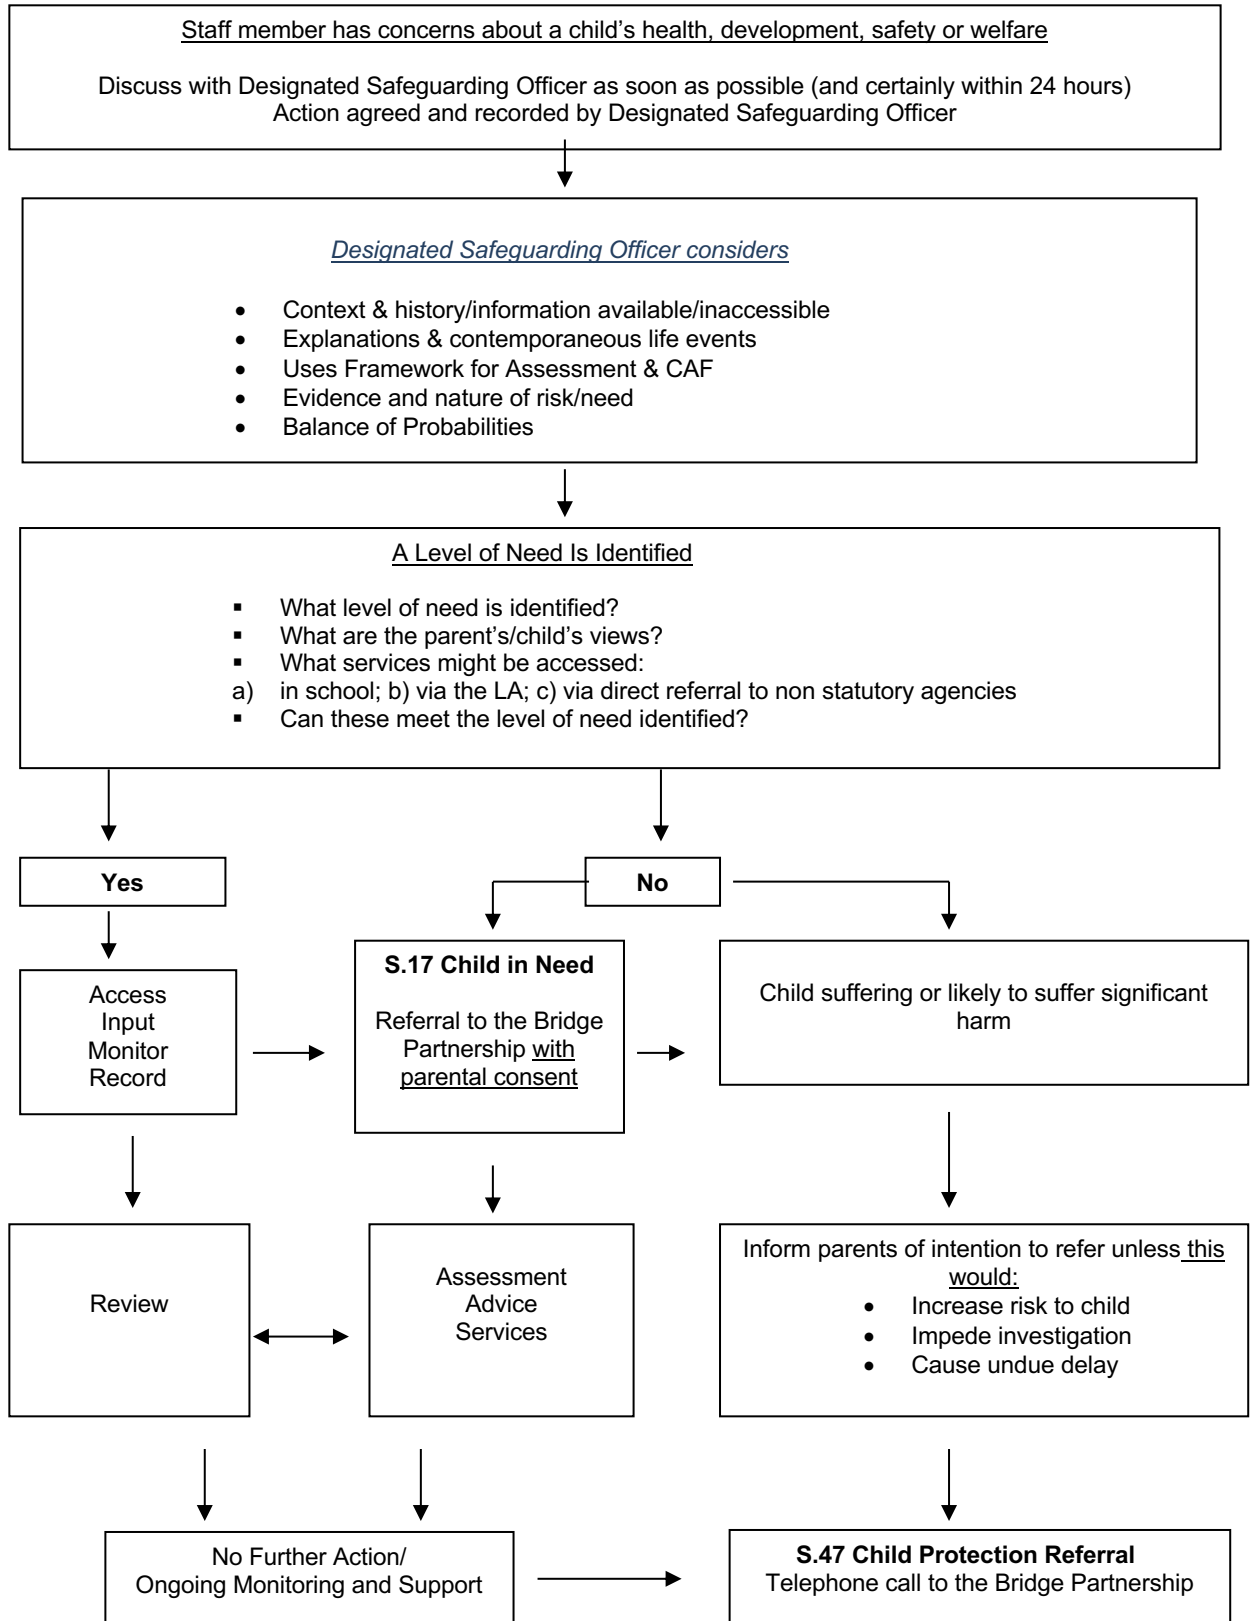 Staff member has concerns about a child's health, development, safety or welfare
Discuss with Designated Safeguarding Officer as soon as possible (and certainly within 24 hours)
Action agreed and recorded by Designated Safeguarding Officer
Designated Safeguarding Officer considers
• Context & history/information available/inaccessible
• Explanations & contemporaneous life events
• Uses Framework for Assessment & CAF
• Evidence and nature of risk/need
• Balance of Probabilities
A Level of Need Is Identified
▪ What level of need is identified?
▪ What are the parent's/child's views?
▪ What services might be accessed:
a) in school; b) via the LA; c) via direct referral to non statutory agencies
▪ Can these meet the level of need identified?
Yes
No
Access
Input
Monitor
Record
S.17 Child in Need
Referral to the Bridge
Partnership with
parental consent
Child suffering or likely to suffer significant
harm
Review
Assessment
Advice
Services
Inform parents of intention to refer unless this
would:
• Increase risk to child
• Impede investigation
• Cause undue delay
No Further Action/
Ongoing Monitoring and Support
S.47 Child Protection Referral
Telephone call to the Bridge Partnership